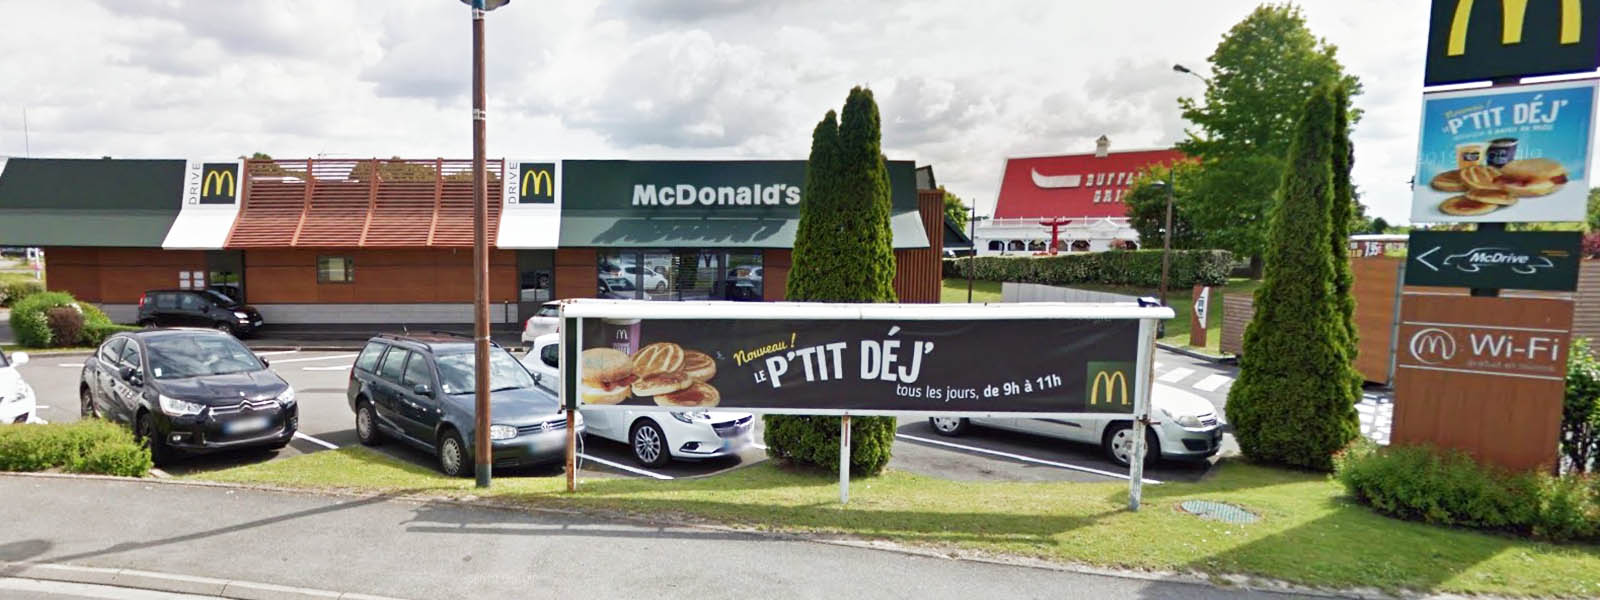 DRIVE
DRIVE
McDonald's
BUFFALO
GRILL
Nouveau !
LE P'TIT DÉJ'
tous les jours, de 9h à 11h
Nouveau !
LE P'TIT DÉJ'
McDrive
Wi-Fi